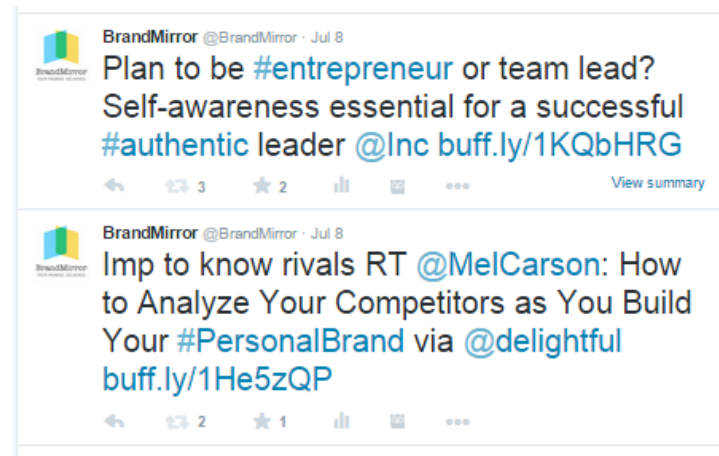 BrandMirror @BrandMirror · Jul 8
Plan to be #entrepreneur or team lead?
Self-awareness essential for a successful
#authentic leader @Inc buff.ly/1KQbHRG
3 2 View summary
BrandMirror
BrandMirror @BrandMirror · Jul 8
Imp to know rivals RT @MelCarson: How
to Analyze Your Competitors as You Build
Your #PersonalBrand via @delightful
buff.ly/1He5zQP
2 1
BrandMirror